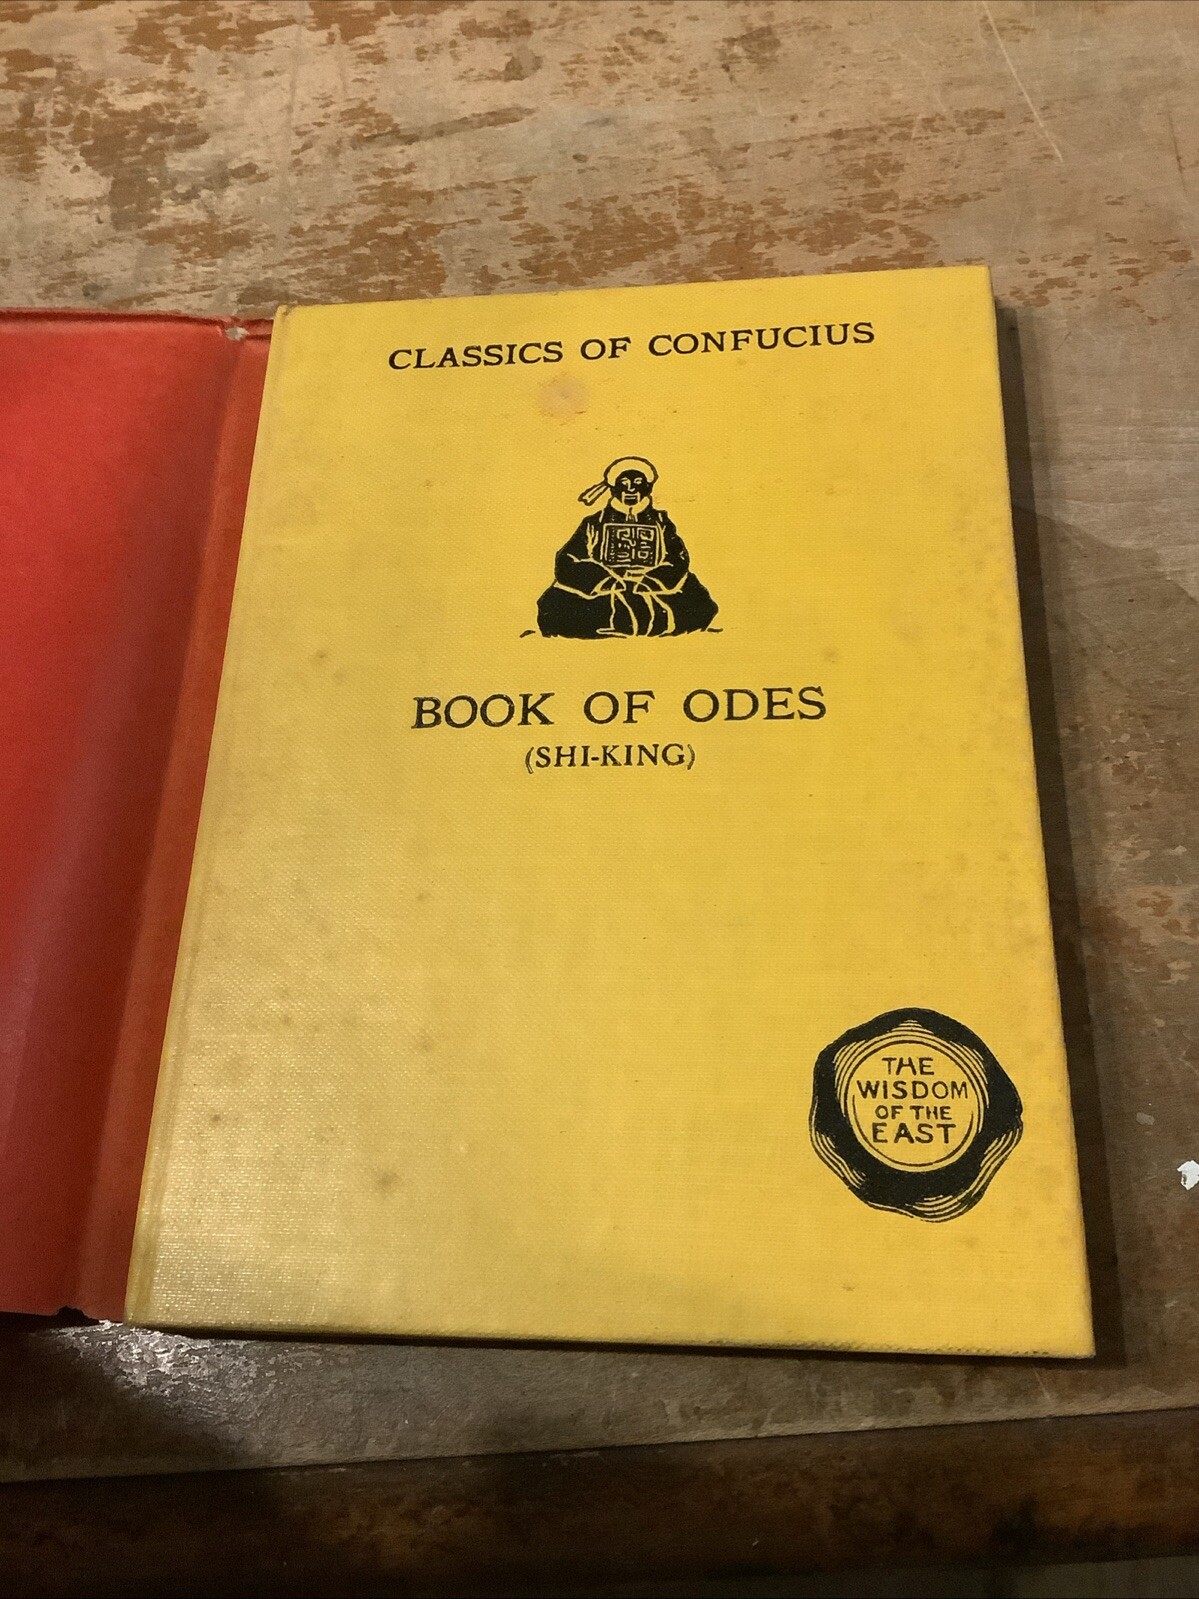 CLASSICS OF CONFUCIUS
BOOK OF ODES
(SHI-KING)
THE
WISDOM
OF THE
EAST